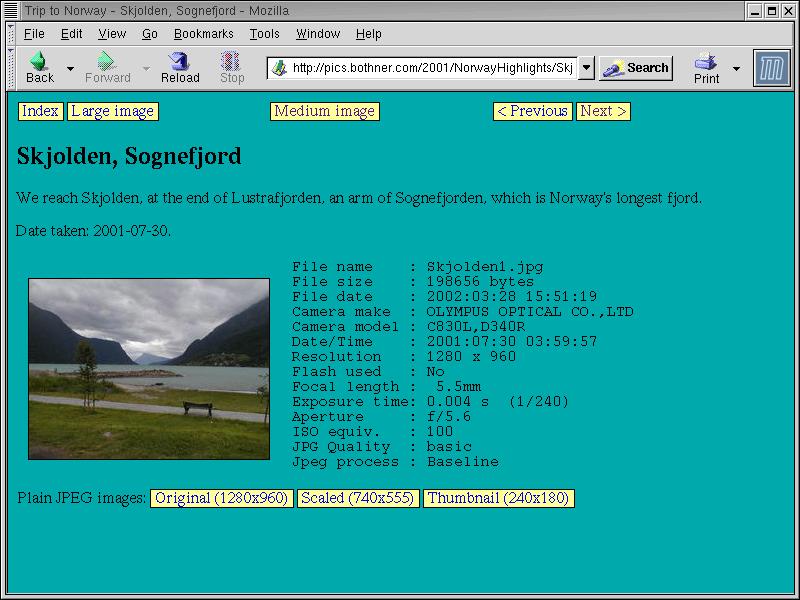 Trip to Norway - Skjolden, Sognefjord - Mozilla
File Edit View Go Bookmarks Tools Window Help
Back Forward Reload Stop http://pics.bothner.com/2001/NorwayHighlights/Skj Search Print
Index Large image Medium image < Previous Next >
Skjolden, Sognefjord
We reach Skjolden, at the end of Lustrafjorden, an arm of Sognefjorden, which is Norway's longest fjord.
Date taken: 2001-07-30.
File name : Skjolden1.jpg
File size : 198656 bytes
File date : 2002:03:28 15:51:19
Camera make : OLYMPUS OPTICAL CO.,LTD
Camera model : C830L,D340R
Date/Time : 2001:07:30 03:59:57
Resolution : 1280 x 960
Flash used : No
Focal length : 5.5mm
Exposure time: 0.004 s (1/240)
Aperture : f/5.6
ISO equiv. : 100
JPG Quality : basic
Jpeg process : Baseline
Plain JPEG images: Original (1280x960) Scaled (740x555) Thumbnail (240x180)